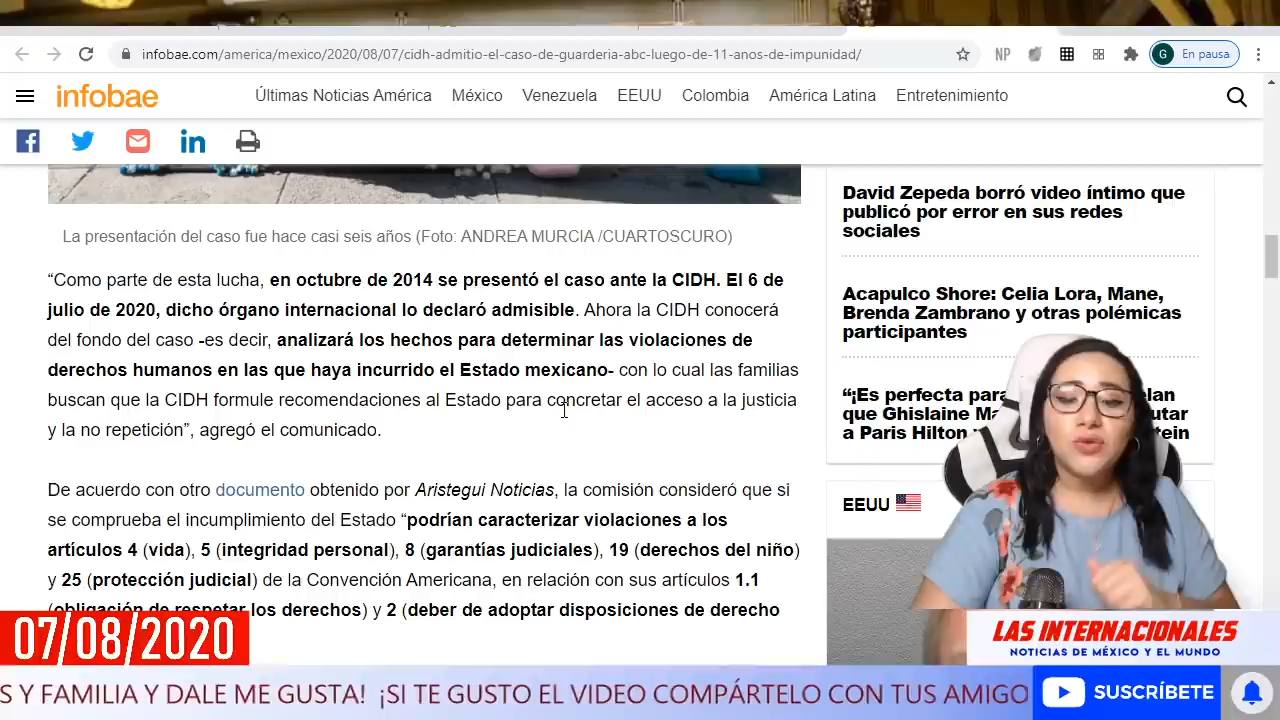 infobae.com/america/mexico/2020/08/07/cidh-admitio-el-caso-de-guarderia-abc-luego-de-11-anos-de-impunidad/
NP
G En pausa
infobae
Últimas Noticias América México Venezuela EEUU Colombia América Latina Entretenimiento
La presentación del caso fue hace casi seis años (Foto: ANDREA MURCIA /CUARTOSCURO)
“Como parte de esta lucha, en octubre de 2014 se presentó el caso ante la CIDH. El 6 de
julio de 2020, dicho órgano internacional lo declaró admisible. Ahora la CIDH conocerá
del fondo del caso -es decir, analizará los hechos para determinar las violaciones de
derechos humanos en las que haya incurrido el Estado mexicano- con lo cual las familias
buscan que la CIDH formule recomendaciones al Estado para concretar el acceso a la justicia
y la no repetición”, agregó el comunicado.
De acuerdo con otro documento obtenido por Aristegui Noticias, la comisión consideró que si
se comprueba el incumplimiento del Estado “podrían caracterizar violaciones a los
artículos 4 (vida), 5 (integridad personal), 8 (garantías judiciales), 19 (derechos del niño)
y 25 (protección judicial) de la Convención Americana, en relación con sus artículos 1.1
(obligación de respetar los derechos) y 2 (deber de adoptar disposiciones de derecho
David Zepeda borró video íntimo que
publicó por error en sus redes
sociales
Acapulco Shore: Celia Lora, Mane,
Brenda Zambrano y otras polémicas
participantes
“¡Es perfecta para
que Ghislaine
a Paris Hilton
EEUU
07/08/2020
LAS INTERNACIONALES
NOTICIAS DE MÉXICO Y EL MUNDO
S Y FAMILIA Y DALE ME GUSTA! ¡SI TE GUSTO EL VIDEO COMPÁRTELO CON TUS AMIGO
SUSCRÍBETE